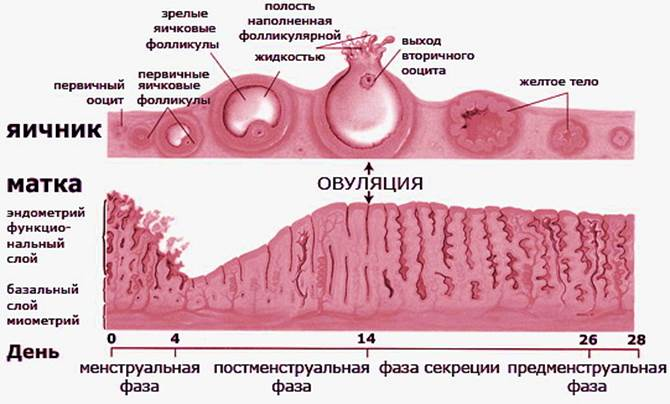 зрелые
яичковые
фолликулы
полость
наполненная
фолликулярной
жидкостью
выход
вторичного
ооцита
первичный
ооцит
первичные
яичковые
фолликулы
желтое тело
яичник
матка
ОВУЛЯЦИЯ
эндометрий
функцио-
нальный
слой
базальный
слой
миометрий
0 4 14 26 28
День
менструальная
фаза
постменструальная
фаза
фаза секреции
предменструальная
фаза